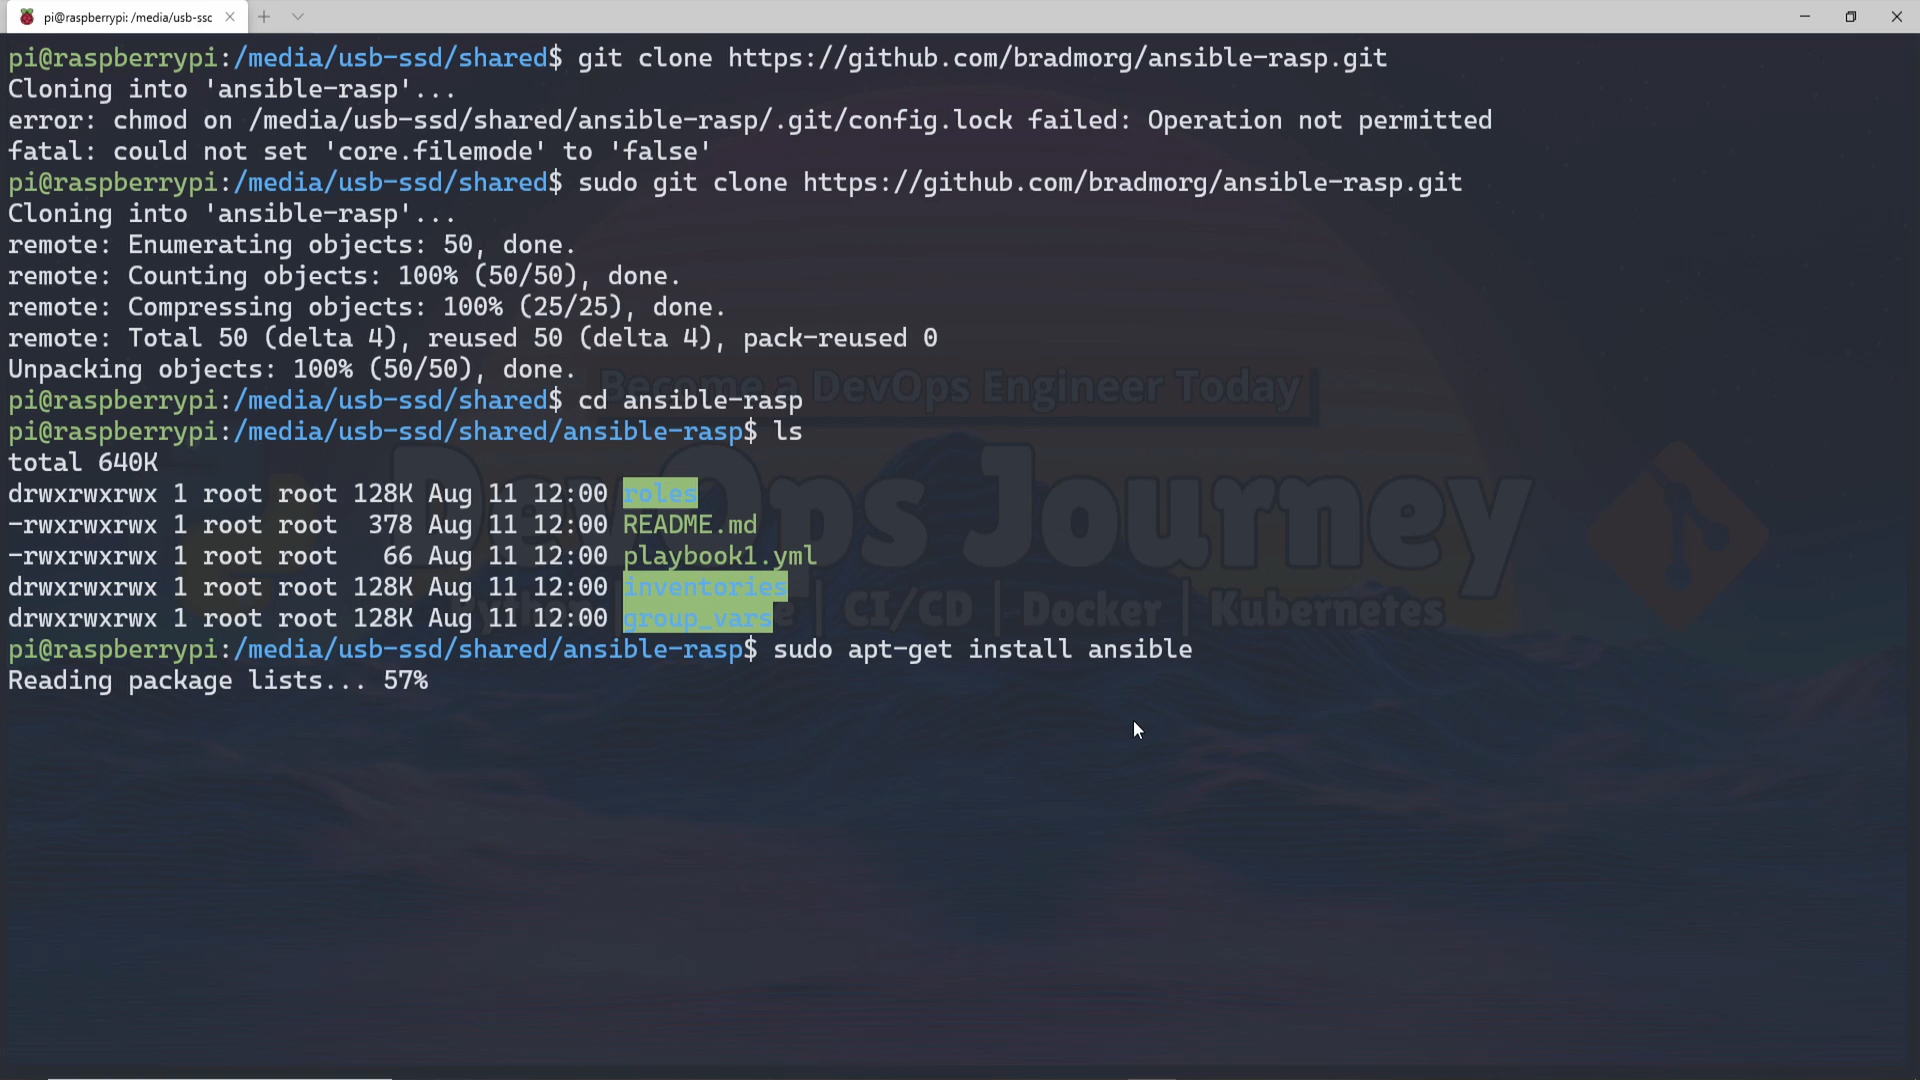 pi@raspberrypi: /media/usb-ssc
pi@raspberrypi:/media/usb-ssd/shared$ git clone https://github.com/bradmorg/ansible-rasp.git
Cloning into 'ansible-rasp'...
error: chmod on /media/usb-ssd/shared/ansible-rasp/.git/config.lock failed: Operation not permitted
fatal: could not set 'core.filemode' to 'false'
pi@raspberrypi:/media/usb-ssd/shared$ sudo git clone https://github.com/bradmorg/ansible-rasp.git
Cloning into 'ansible-rasp'...
remote: Enumerating objects: 50, done.
remote: Counting objects: 100% (50/50), done.
remote: Compressing objects: 100% (25/25), done.
remote: Total 50 (delta 4), reused 50 (delta 4), pack-reused 0
Unpacking objects: 100% (50/50), done.
Become a DevOps Engineer Today
pi@raspberrypi:/media/usb-ssd/shared$ cd ansible-rasp
pi@raspberrypi:/media/usb-ssd/shared/ansible-rasp$ ls
total 640K
drwxrwxrwx 1 root root 128K Aug 11 12:00 roles
DevOps Journey
-rwxrwxrwx 1 root root 378 Aug 11 12:00 README.md
-rwxrwxrwx 1 root root 66 Aug 11 12:00 playbook1.yml
drwxrwxrwx 1 root root 128K Aug 11 12:00 inventories
drwxrwxrwx 1 root root 128K Aug 11 12:00 group_vars
| CI/CD | Docker | Kubernetes
pi@raspberrypi:/media/usb-ssd/shared/ansible-rasp$ sudo apt-get install ansible
Reading package lists... 57%